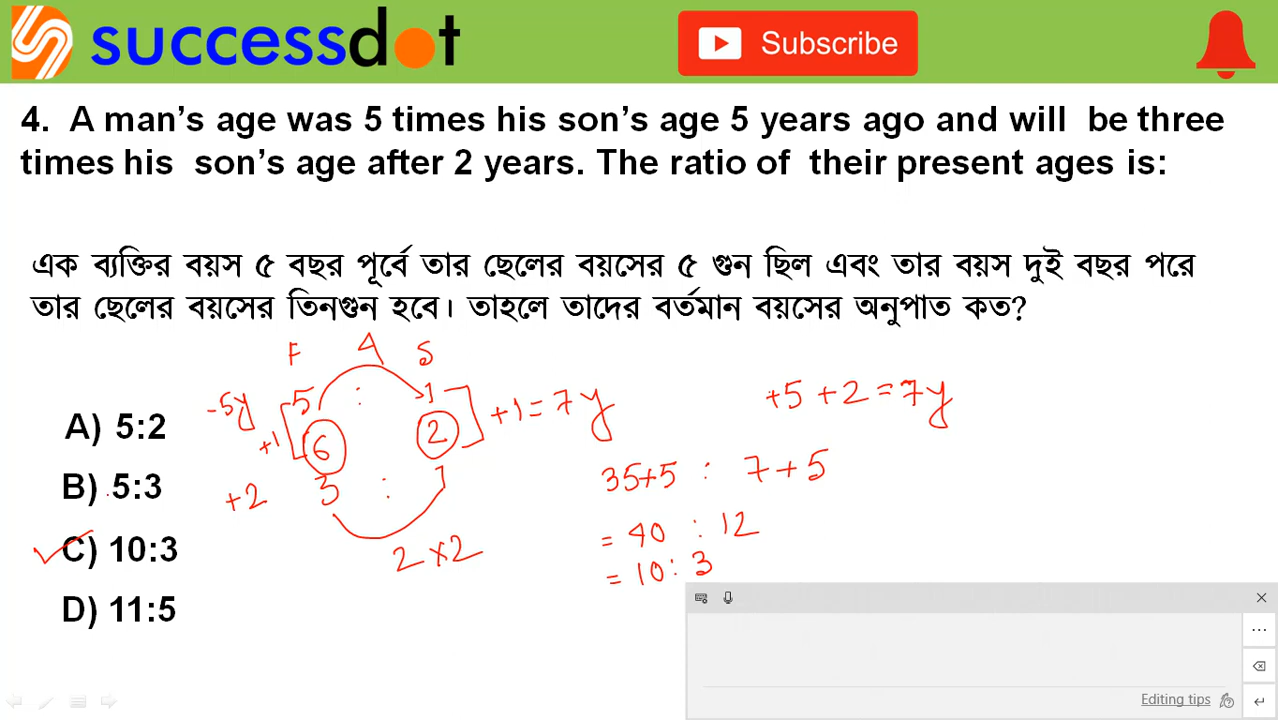 successdot
Subscribe
4. A man's age was 5 times his son's age 5 years ago and will be three
times his son's age after 2 years. The ratio of their present ages is:
এক ব্যক্তির বয়স ৫ বছর পূর্বে তার ছেলের বয়সের ৫ গুন ছিল এবং তার বয়স দুই বছর পরে
তার ছেলের বয়সের তিনগুন হবে। তাহলে তাদের বর্তমান বয়সের অনুপাত কত?
F 4 S
-5y 5 : 1
+1 6 2 +1 = 7y
+2 3 : 1
2 x2
+5 +2 = 7y
35+5 : 7+5
= 40 : 12
= 10 : 3
A) 5:2
B) 5:3
C) 10:3
D) 11:5
Editing tips